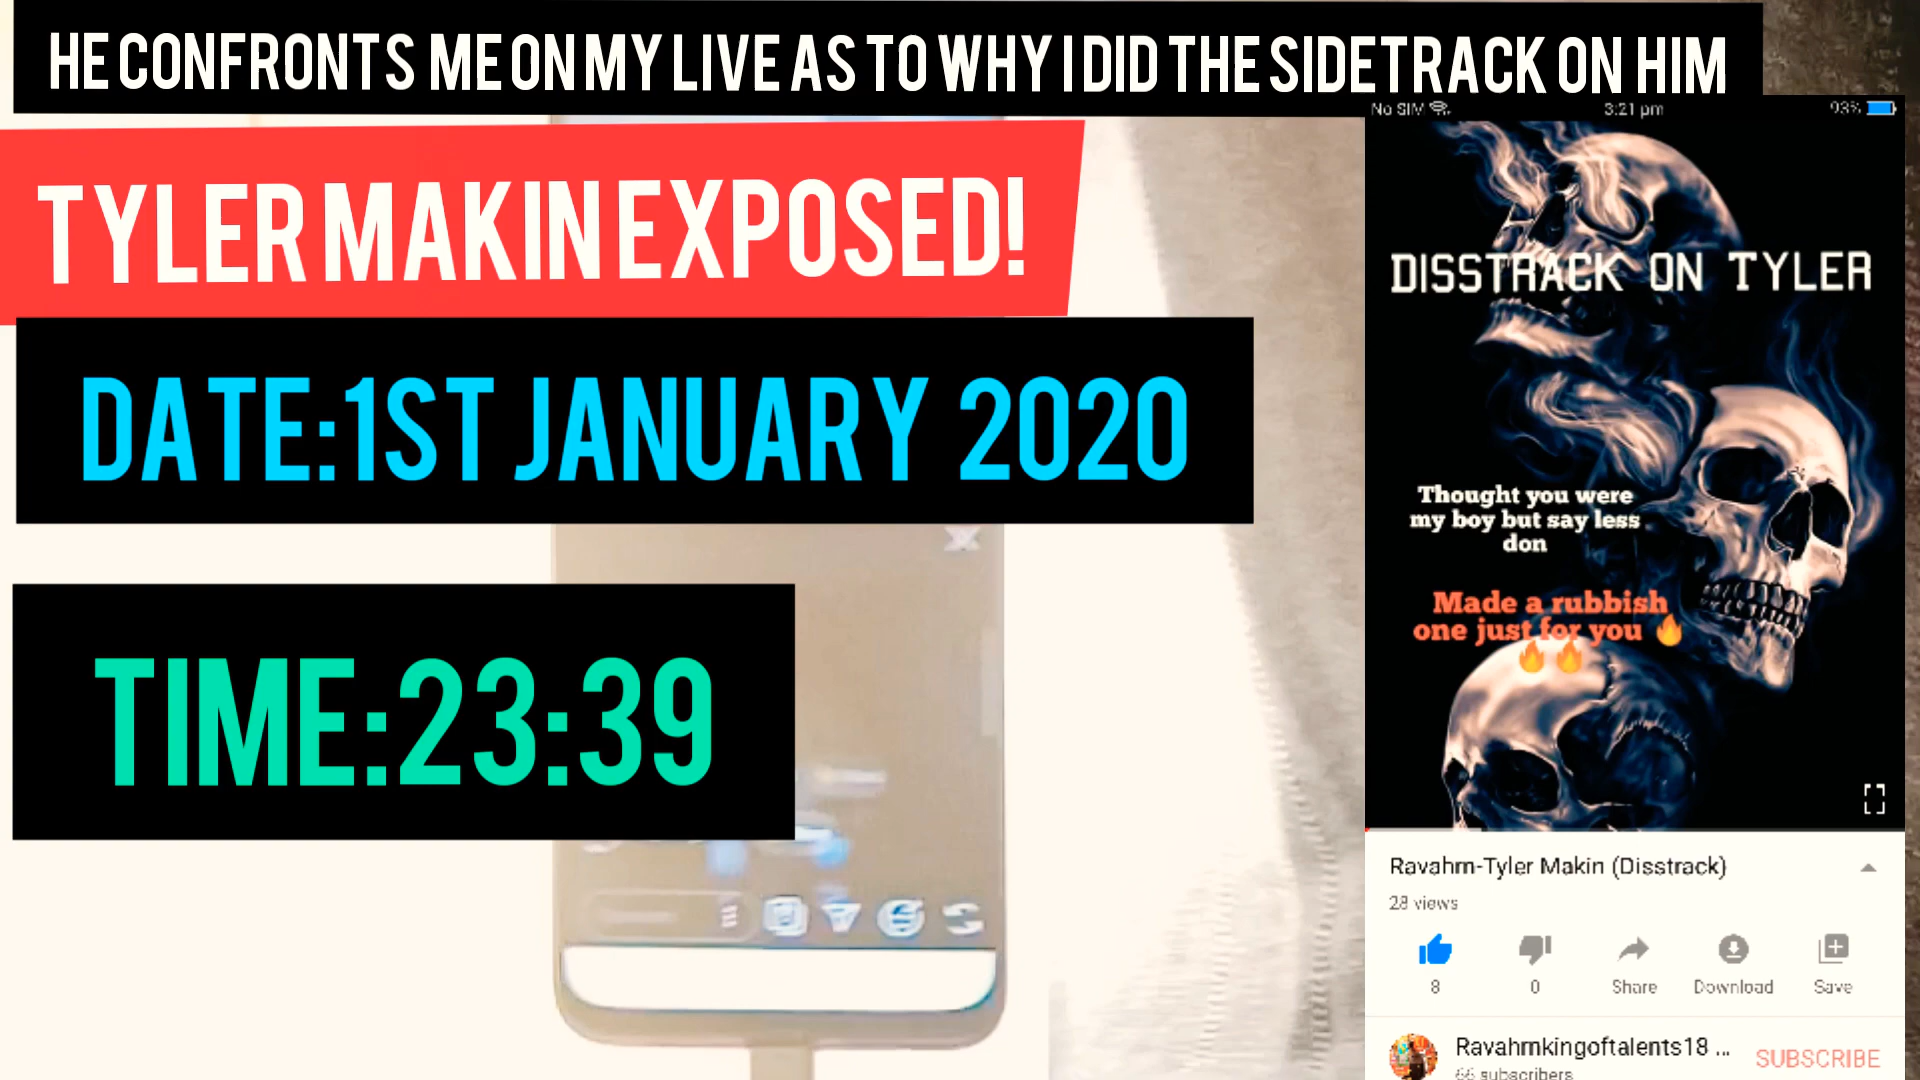 HE CONFRONTS ME ON MY LIVE AS TO WHY I DID THE SIDETRACK ON HIM
TYLER MAKIN EXPOSED!
DATE:1ST JANUARY 2020
TIME:23:39
No SIM 3:21 pm 93%
DISSTRACK ON TYLER
Thought you were
my boy but say less
don
Made a rubbish
one just for you 🔥
🔥🔥
Ravahm-Tyler Makin (Disstrack)
28 views
8 0 Share Download Save
Ravahmkingoftalents18 ...
SUBSCRIBE
66 subscribers